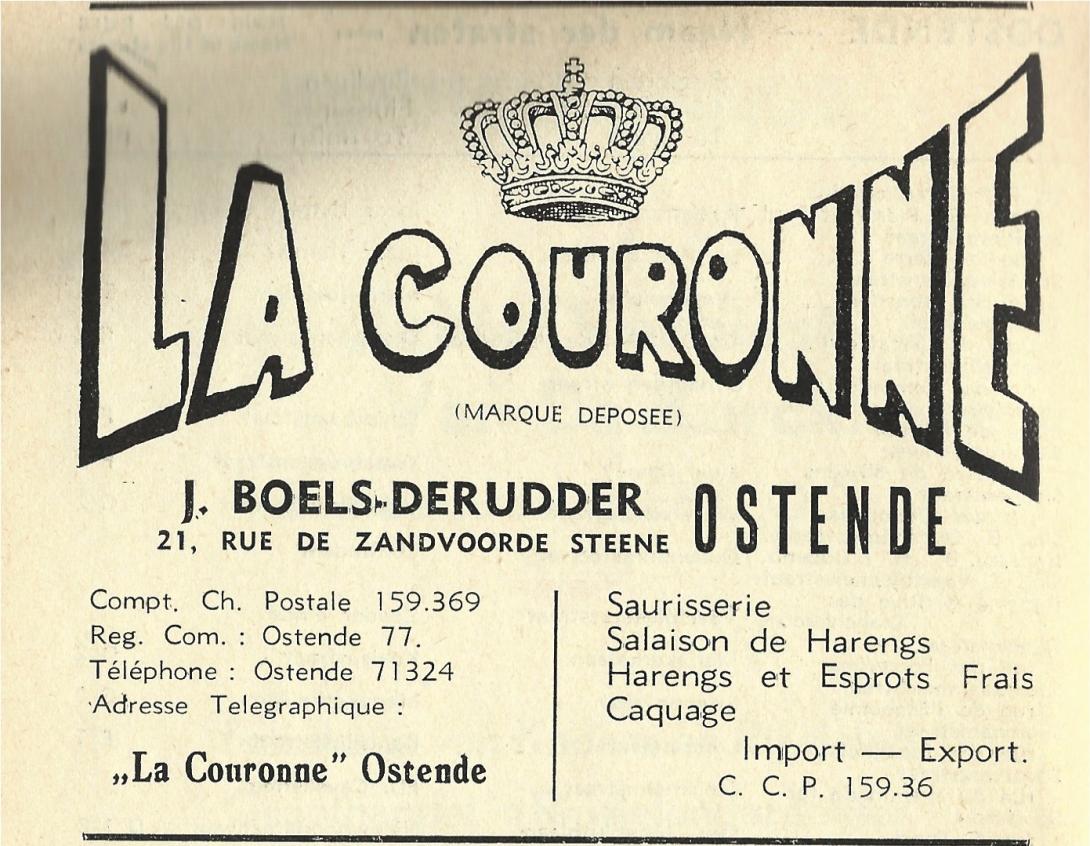 LA COURONNE
(MARQUE DEPOSEE)
J. BOELS-DERUDDER OSTENDE
21, RUE DE ZANDVOORDE STEENE
Compt. Ch. Postale 159.369
Reg. Com. : Ostende 77.
Téléphone : Ostende 71324
Adresse Telegraphique :
„La Couronne” Ostende
Saurisserie
Salaison de Harengs
Harengs et Esprots Frais
Caquage
Import — Export.
C. C. P. 159.36